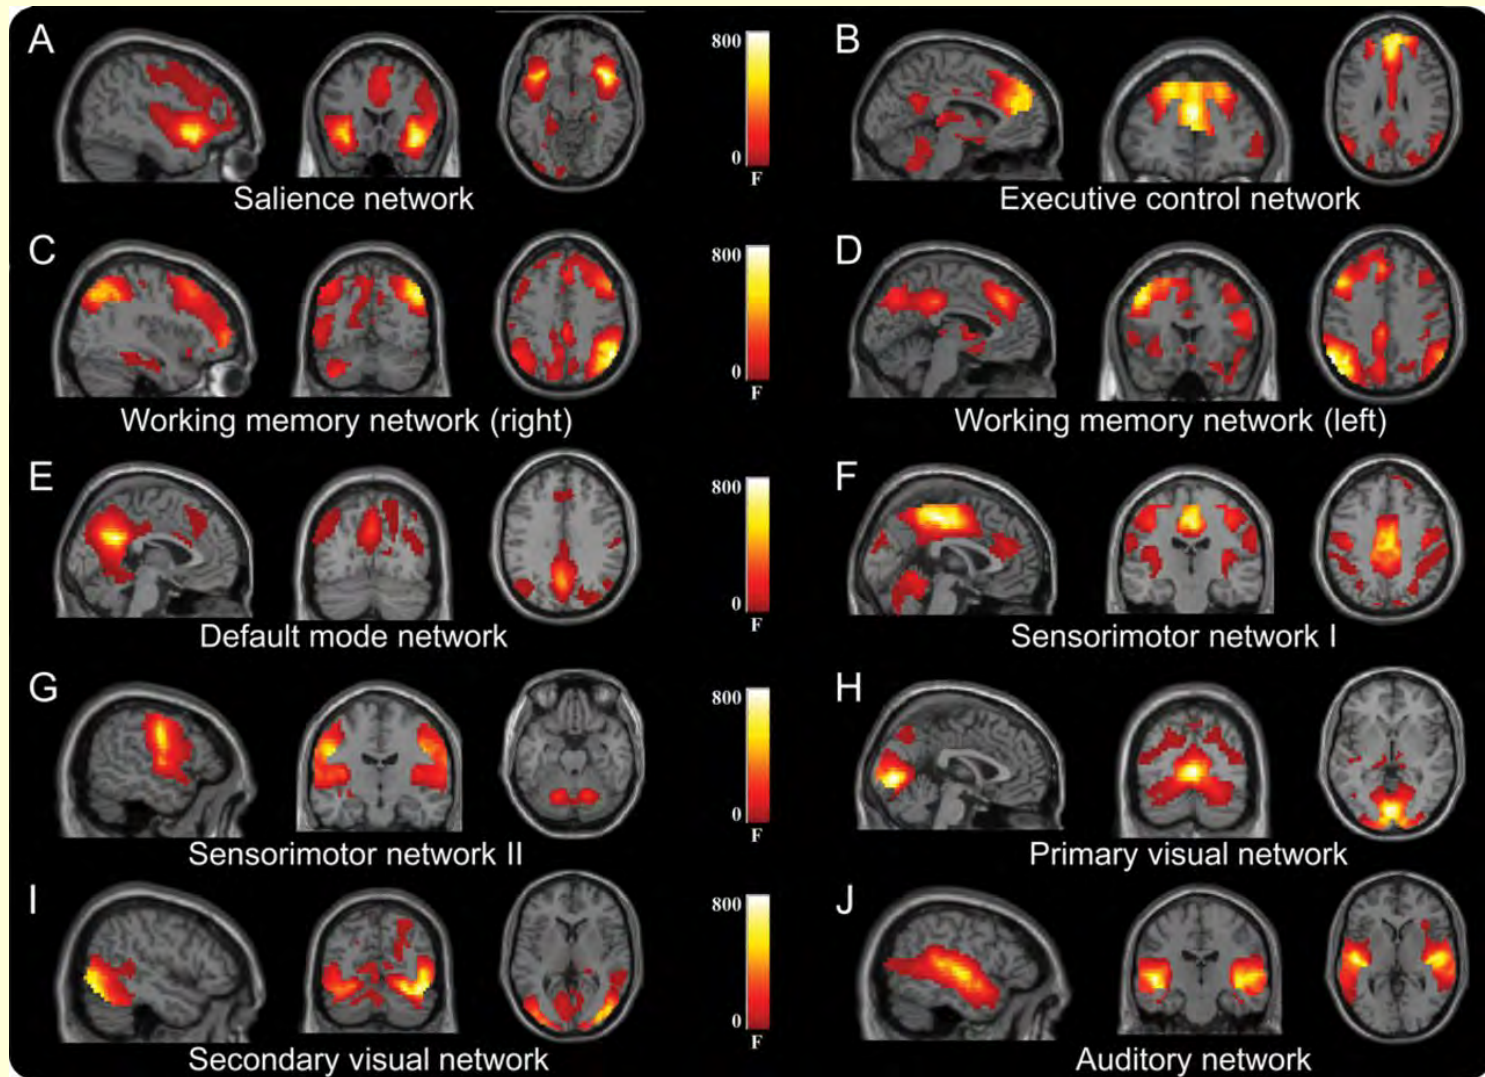 A
800
0
F
B
Salience network
Executive control network
C
800
0
F
D
Working memory network (right)
Working memory network (left)
E
800
0
F
F
Default mode network
Sensorimotor network I
G
800
0
F
H
Sensorimotor network II
Primary visual network
I
800
0
F
J
Secondary visual network
Auditory network